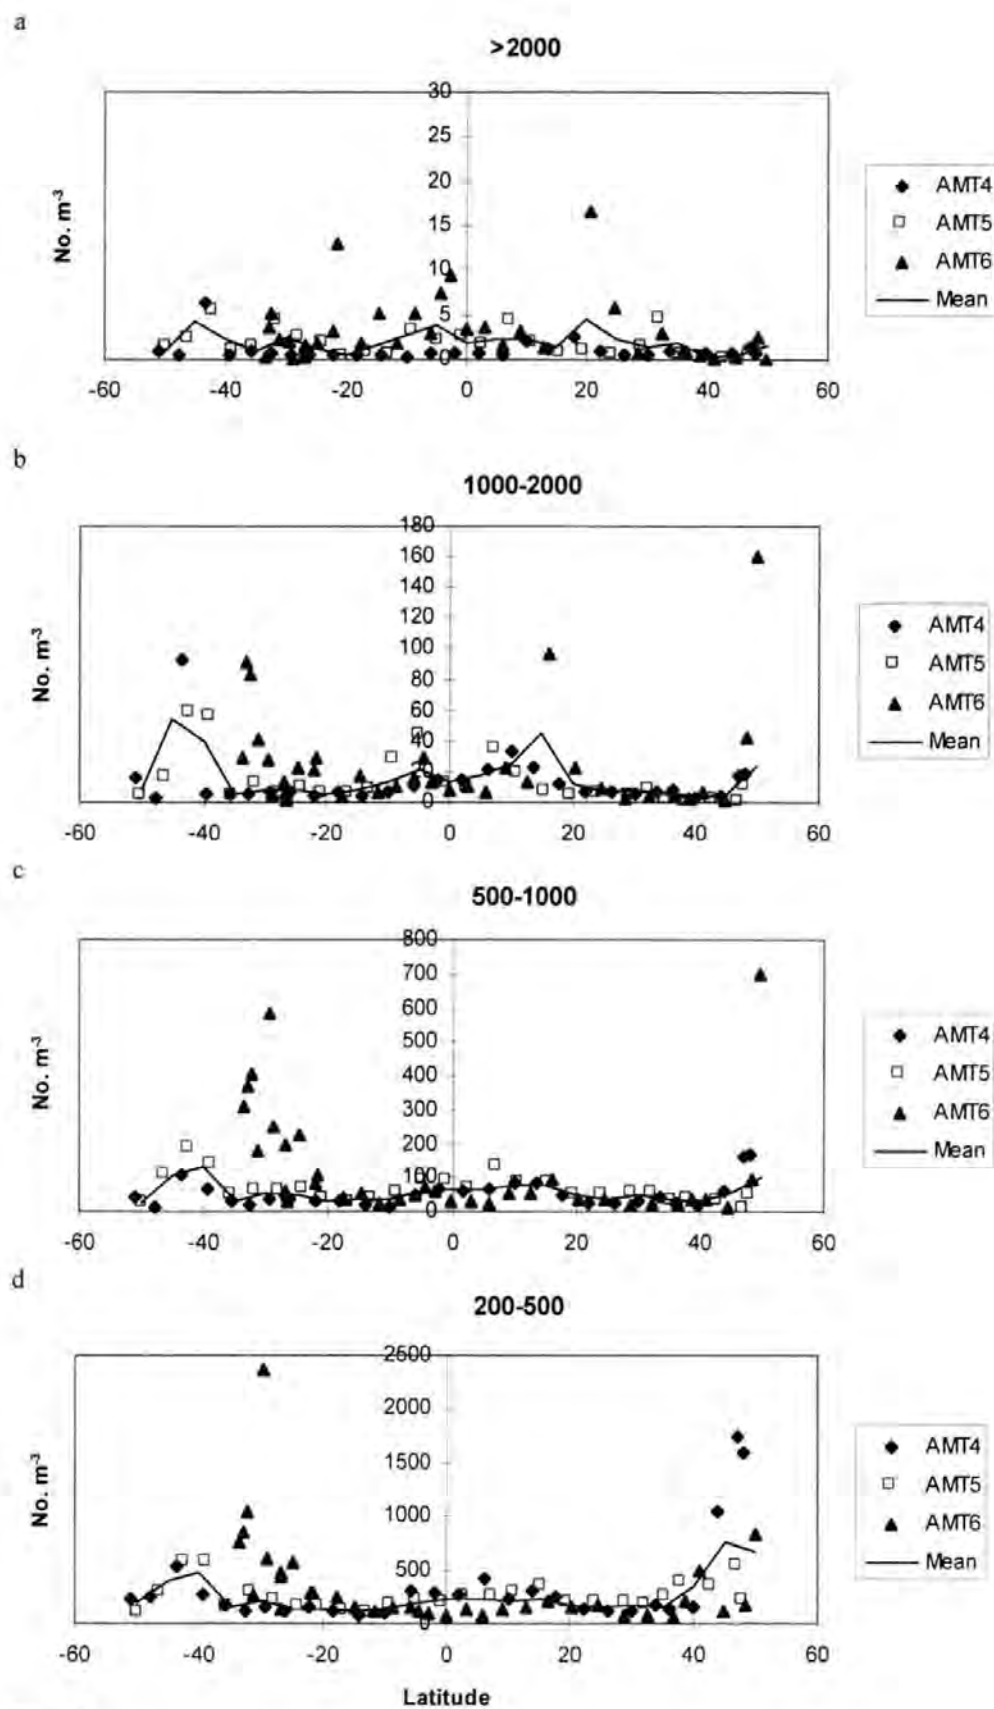 a
>2000
30
25
20
15
10
5
0
No. m-3
-60 -40 -20 0 20 40 60
AMT4
AMT5
AMT6
Mean
b
1000-2000
180
160
140
120
100
80
60
40
20
0
No. m-3
-60 -40 -20 0 20 40 60
AMT4
AMT5
AMT6
Mean
c
500-1000
800
700
600
500
400
300
200
100
0
No. m-3
-60 -40 -20 0 20 40 60
AMT4
AMT5
AMT6
Mean
d
200-500
2500
2000
1500
1000
500
0
No. m-3
-60 -40 -20 0 20 40 60
Latitude
AMT4
AMT5
AMT6
Mean